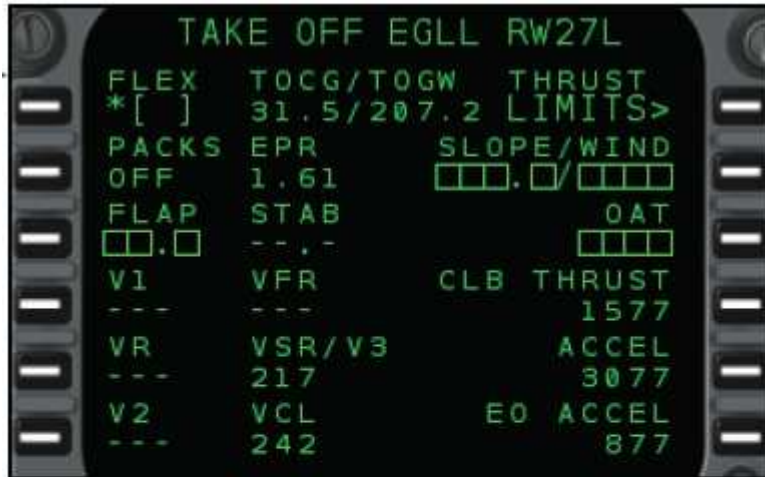 TAKE OFF EGLL RW27L
FLEX TOCG/TOGW THRUST
*[ ] 31.5/207.2 LIMITS>
PACKS EPR SLOPE/WIND
OFF 1.61 □□□.□/□□□□
FLAP STAB OAT
□□.□ --.- □□□□
V1 VFR CLB THRUST
--- --- 1577
VR VSR/V3 ACCEL
--- 217 3077
V2 VCL EO ACCEL
--- 242 877